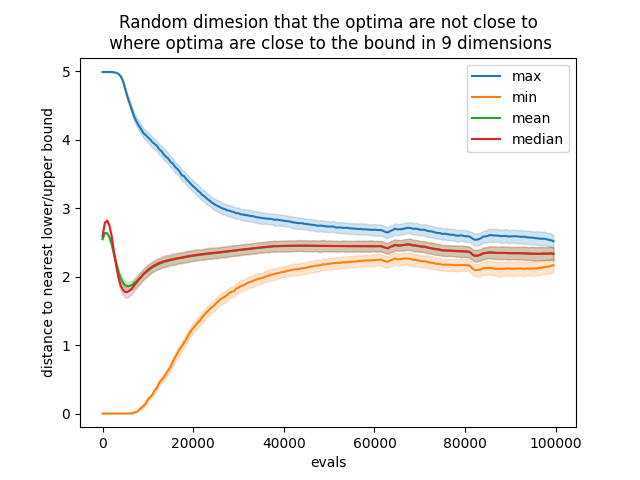 Random dimesion that the optima are not close to
where optima are close to the bound in 9 dimensions
distance to nearest lower/upper bound
5
4
3
2
1
0
max
min
mean
median
0
20000
40000
60000
80000
100000
evals